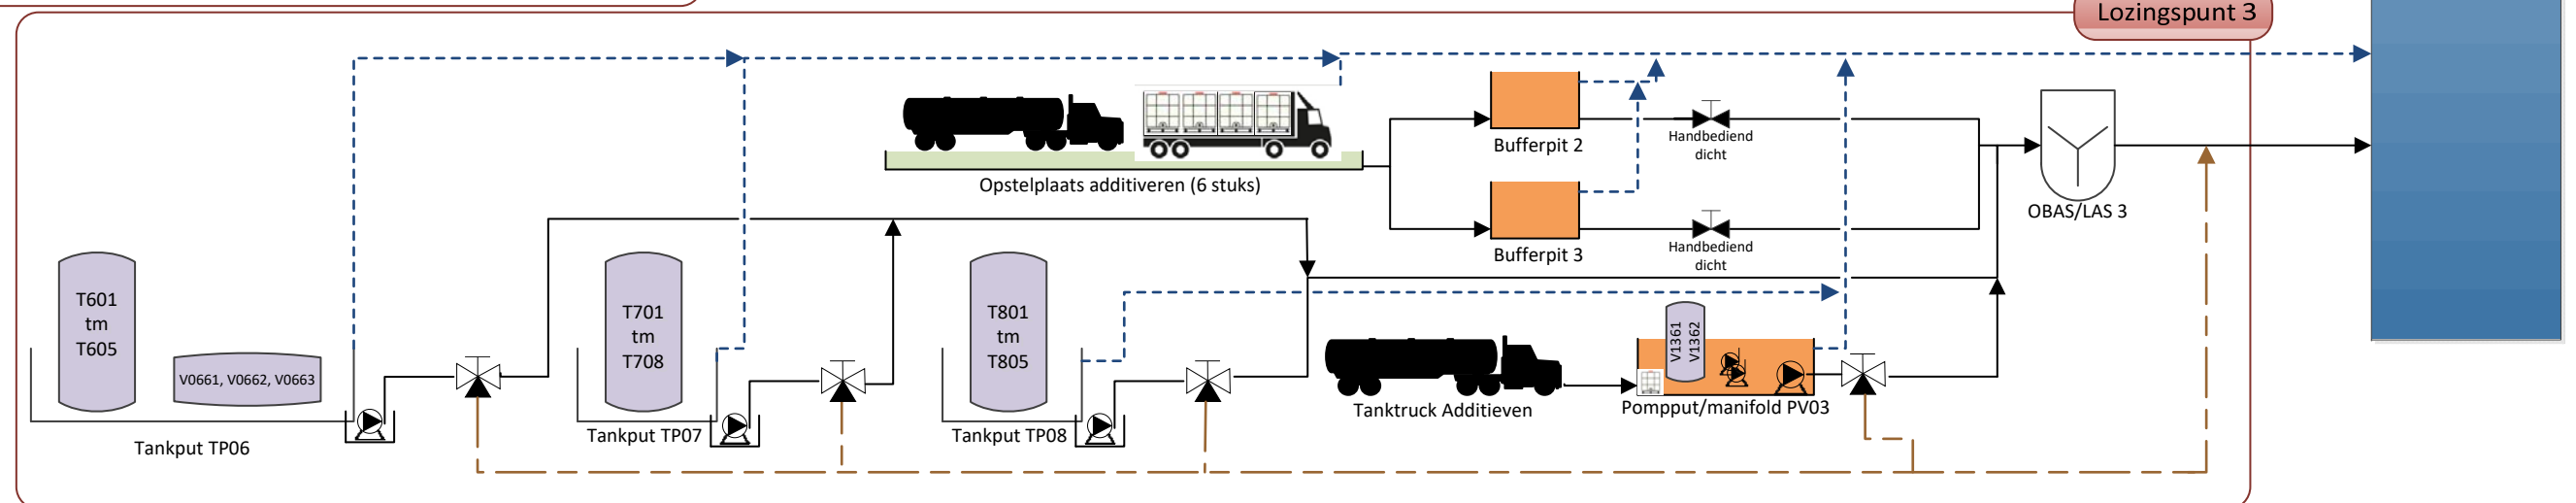 Lozingspunt 3
Handbediend
dicht
Bufferpit 2
Opstelplaats additiveren (6 stuks)
OBAS/LAS 3
Handbediend
dicht
Bufferpit 3
T601
tm
T605
V0661, V0662, V0663
T701
tm
T708
T801
tm
T805
V1361
V1362
Tanktruck Additieven
Pompput/manifold PV03
Tankput TP06
Tankput TP07
Tankput TP08